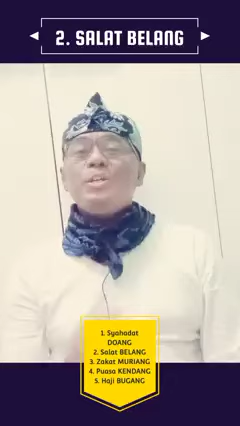 2. SALAT BELANG
1. Syahadat
DOANG
2. Salat BELANG
3. Zakat MURIANG
4. Puasa KENDANG
5. Haji BUGANG